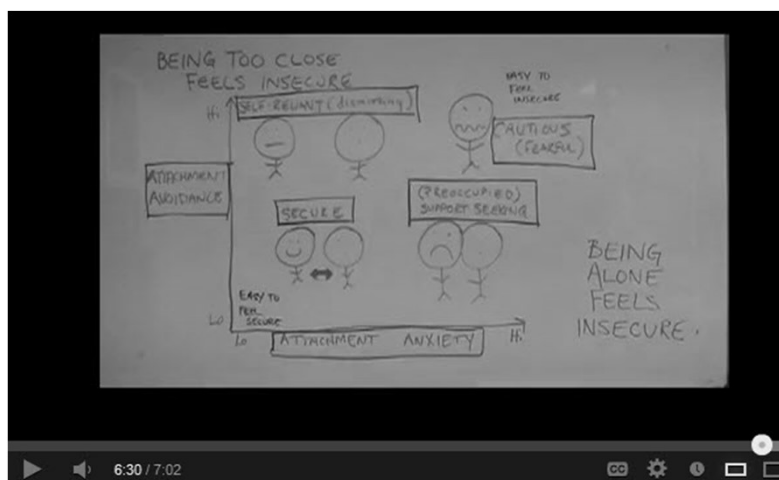 BEING TOO CLOSE
FEELS INSECURE
Hi
SELF-RELIANT (dismissing)
EASY TO
FEEL
INSECURE
CAUTIOUS
(FEARFUL)
ATTACHMENT
AVOIDANCE
SECURE
(PREOCCUPIED)
SUPPORT SEEKING
BEING
ALONE
FEELS
INSECURE.
EASY TO
FEEL
SECURE
Lo
Lo
ATTACHMENT ANXIETY
Hi
6:30 / 7:02
CC